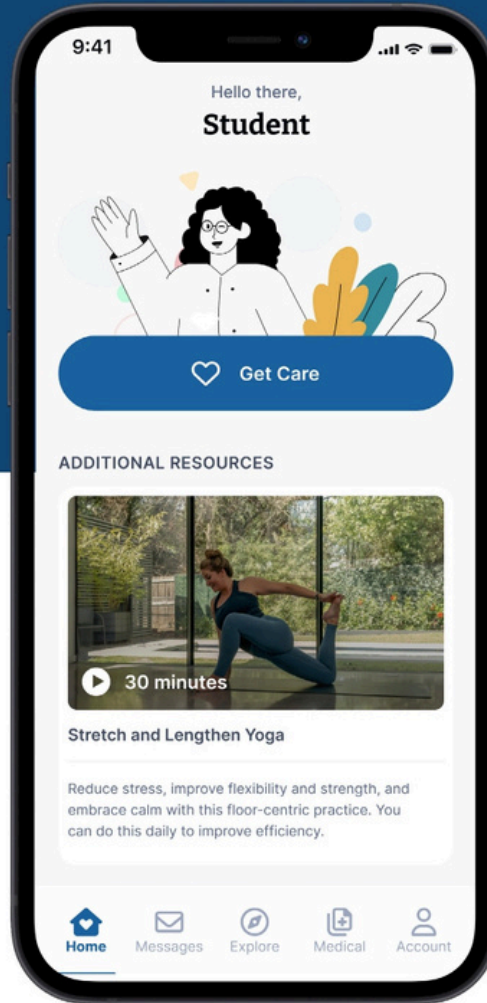 9:41
Hello there,
Student
Get Care
ADDITIONAL RESOURCES
30 minutes
Stretch and Lengthen Yoga
Reduce stress, improve flexibility and strength, and
embrace calm with this floor-centric practice. You
can do this daily to improve efficiency.
Home Messages Explore Medical Account